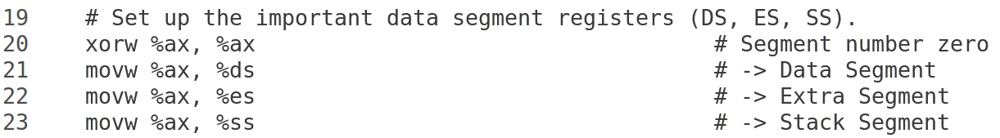 19 # Set up the important data segment registers (DS, ES, SS).
20 xorw %ax, %ax # Segment number zero
21 movw %ax, %ds # -> Data Segment
22 movw %ax, %es # -> Extra Segment
23 movw %ax, %ss # -> Stack Segment